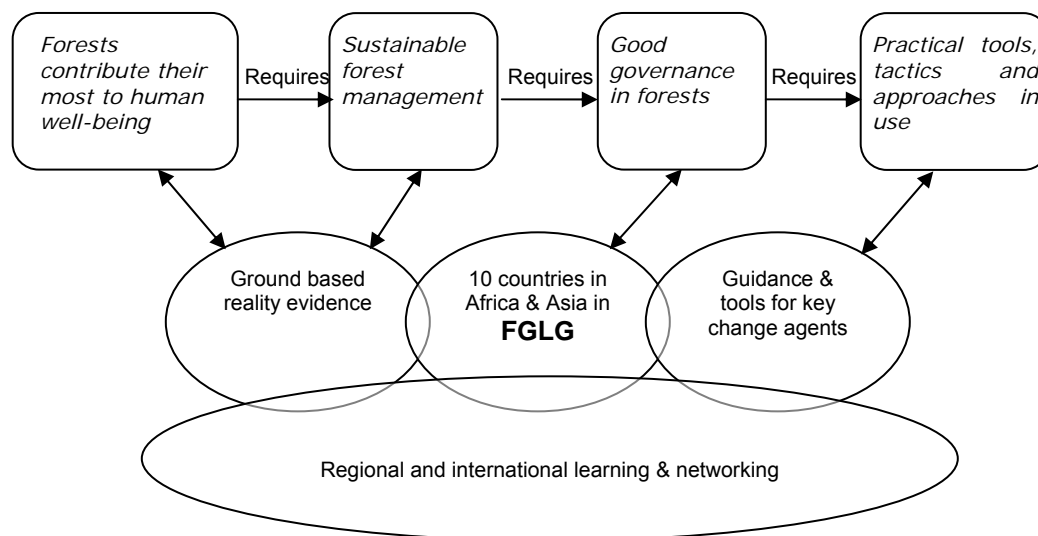 Forests
contribute their
most to human
well-being
Requires
Sustainable
forest
management
Requires
Good
governance
in forests
Requires
Practical tools,
tactics and
approaches in
use
Ground based
reality evidence
10 countries in
Africa & Asia in
FGLG
Guidance &
tools for key
change agents
Regional and international learning & networking